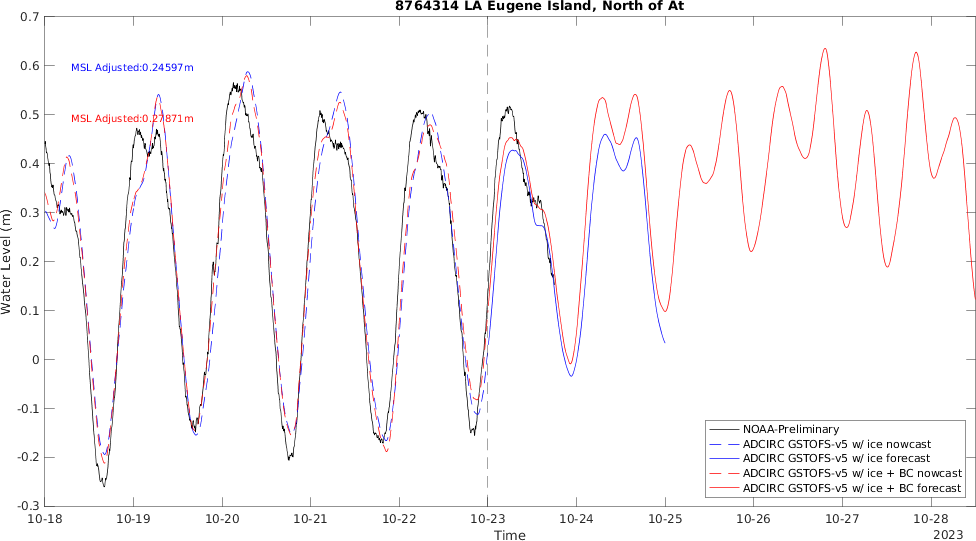 8764314 LA Eugene Island, North of At
0.7
0.6
0.5
0.4
0.3
0.2
0.1
0
-0.1
-0.2
-0.3
Water Level (m)
MSL Adjusted:0.24597m
MSL Adjusted:0.27871m
NOAA-Preliminary
ADCIRC GSTOFS-v5 w/ ice nowcast
ADCIRC GSTOFS-v5 w/ ice forecast
ADCIRC GSTOFS-v5 w/ ice + BC nowcast
ADCIRC GSTOFS-v5 w/ ice + BC forecast
10-18 10-19 10-20 10-21 10-22 10-23 10-24 10-25 10-26 10-27 10-28
Time
2023